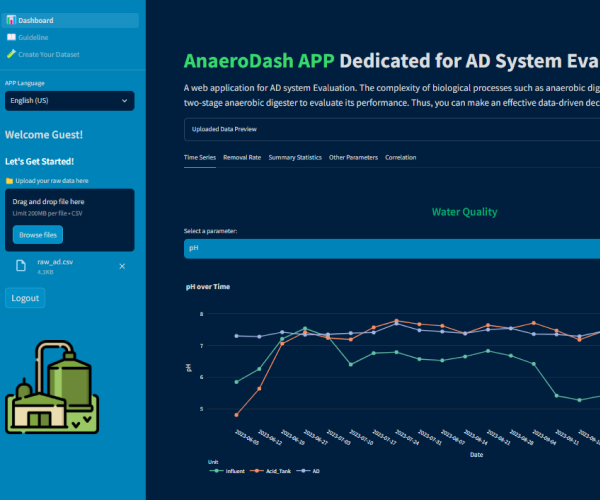 Dashboard
Guideline
Create Your Dataset
APP Language
English (US)
Welcome Guest!
Let's Get Started!
Upload your raw data here
Drag and drop file here
Limit 200MB per file • CSV
Browse files
raw_ad.csv
4.3KB
Logout
AnaeroDash APP Dedicated for AD System Eva
A web application for AD system Evaluation. The complexity of biological processes such as anaerobic dig
two-stage anaerobic digester to evaluate its performance. Thus, you can make an effective data-driven dec
Uploaded Data Preview
Time Series Removal Rate Summary Statistics Other Parameters Correlation
Water Quality
Select a parameter:
pH
pH over Time
8
7
6
5
pH
2023-06-05 2023-06-12 2023-06-19 2023-06-27 2023-07-03 2023-07-10 2023-07-17 2023-07-24 2023-07-31 2023-08-07 2023-08-14 2023-08-21 2023-08-28 2023-09-04 2023-09-11
Date
Unit
Influent Acid_Tank AD